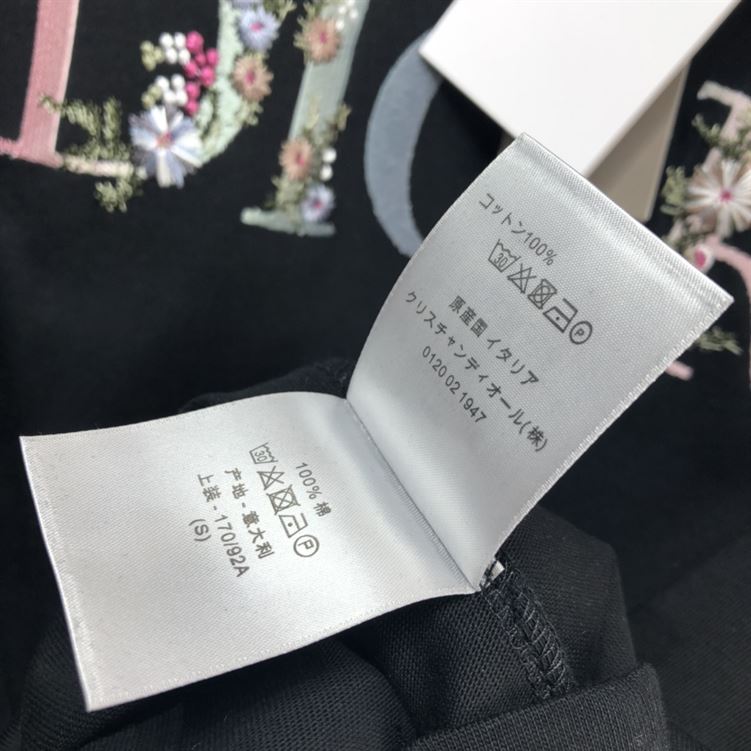 コットン100%
30
P
原産国 イタリア
クリスチャンディオール(株)
0120 02 1947
100% 棉
30
P
产地 - 意大利
上装 - 170/92A
(S)